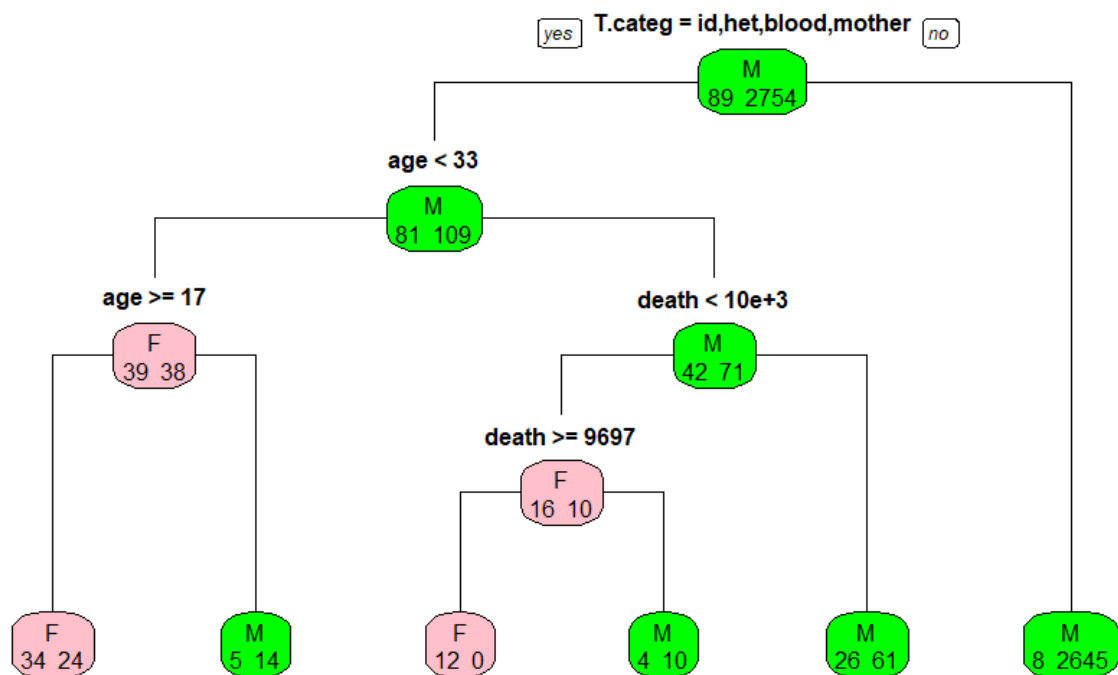 yes T.categ = id,het,blood,mother no
M
89 2754
age < 33
M
81 109
age >= 17
death < 10e+3
F
39 38
M
42 71
death >= 9697
F
16 10
F
34 24
M
5 14
F
12 0
M
4 10
M
26 61
M
8 2645